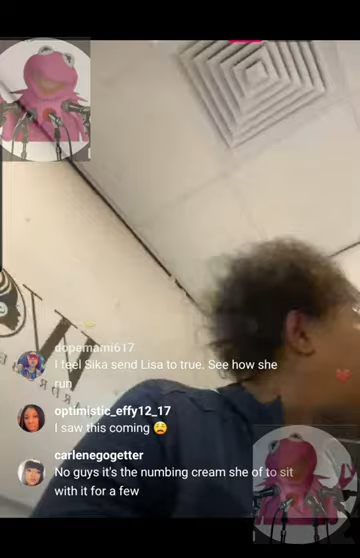 dopemami617
I feel Sika send Lisa to true. See how she
run
optimistic_effy12_17
I saw this coming 😩
carlenegogetter
No guys it's the numbing cream she of to sit
with it for a few